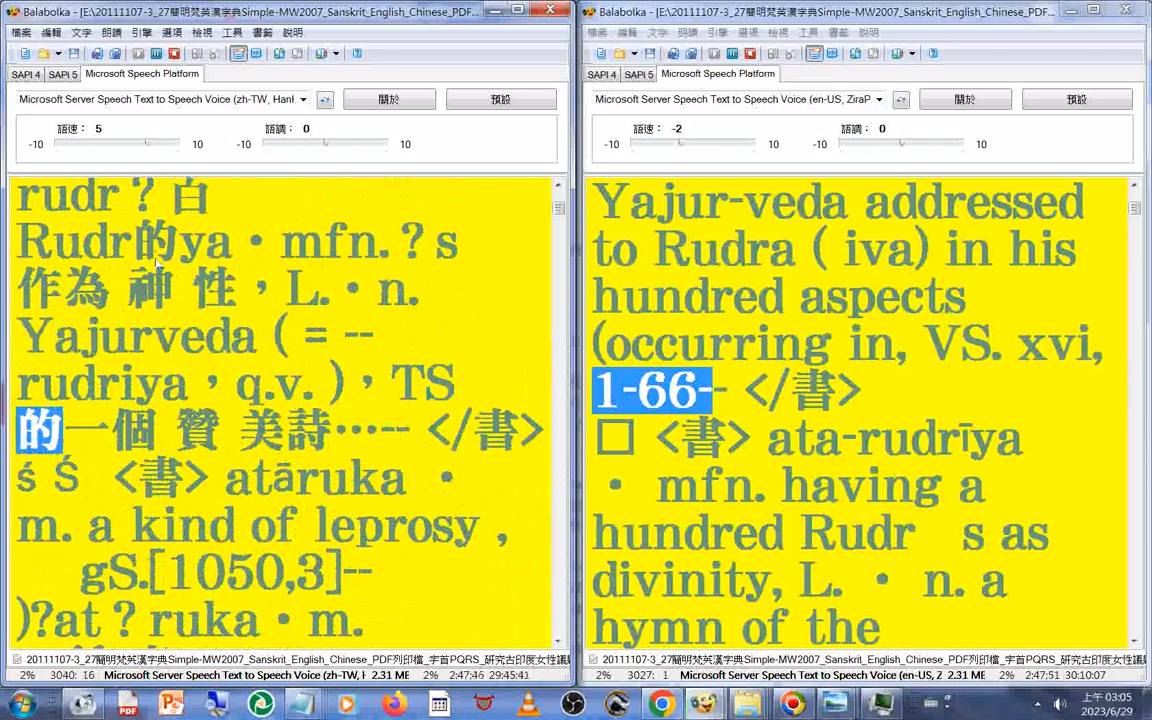 Balabolka - [E:\20111107-3_27簡明梵英漢字典Simple-MW2007_Sanskrit_English_Chinese_PDF...
檔案 編輯 文字 朗讀 引擎 選項 檢視 工具 書籤 說明
SAPI 4 SAPI 5 Microsoft Speech Platform
Microsoft Server Speech Text to Speech Voice (zh-TW, Hanl
關於 預設
語速： 5 語調： 0
-10 10 -10 10
rudr？白
Rudr的ya・mfn.？s
作為 神 性，L.・n.
Yajurveda ( = --
rudriya，q.v. )，TS
的一個 贊 美詩…-- </書>
ś Ś <書> atāruka ・
m. a kind of leprosy ,
gS.[1050,3]--
)?at？ruka・m.
20111107-3_27簡明梵英漢字典Simple-MW2007_Sanskrit_English_Chinese_PDF列印檔_字首PQRS_研究古印度女性議
2% 3040: 16 Microsoft Server Speech Text to Speech Voice (zh-TW, H 2.31 ME 2% 2:47:46 29:45:41
Balabolka - [E:\20111107-3_27簡明梵英漢字典Simple-MW2007_Sanskrit_English_Chinese_PDF...
檔案 編輯 文字 朗讀 引擎 選項 檢視 工具 書籤 說明
SAPI 4 SAPI 5 Microsoft Speech Platform
Microsoft Server Speech Text to Speech Voice (en-US, ZiraP
關於 預設
語速： -2 語調： 0
-10 10 -10 10
Yajur-veda addressed
to Rudra ( iva) in his
hundred aspects
(occurring in, VS. xvi,
1-66-- </書>
□ <書> ata-rudrīya
・ mfn. having a
hundred Rudr s as
divinity, L. ・ n. a
hymn of the
20111107-3_27簡明梵英漢字典Simple-MW2007_Sanskrit_English_Chinese_PDF列印檔_字首PQRS_研究古印度女性議
2% 3027: 1 Microsoft Server Speech Text to Speech Voice (en-US, Z 2.31 ME 2% 2:47:51 30:10:07
上午 03:05
2023/6/29